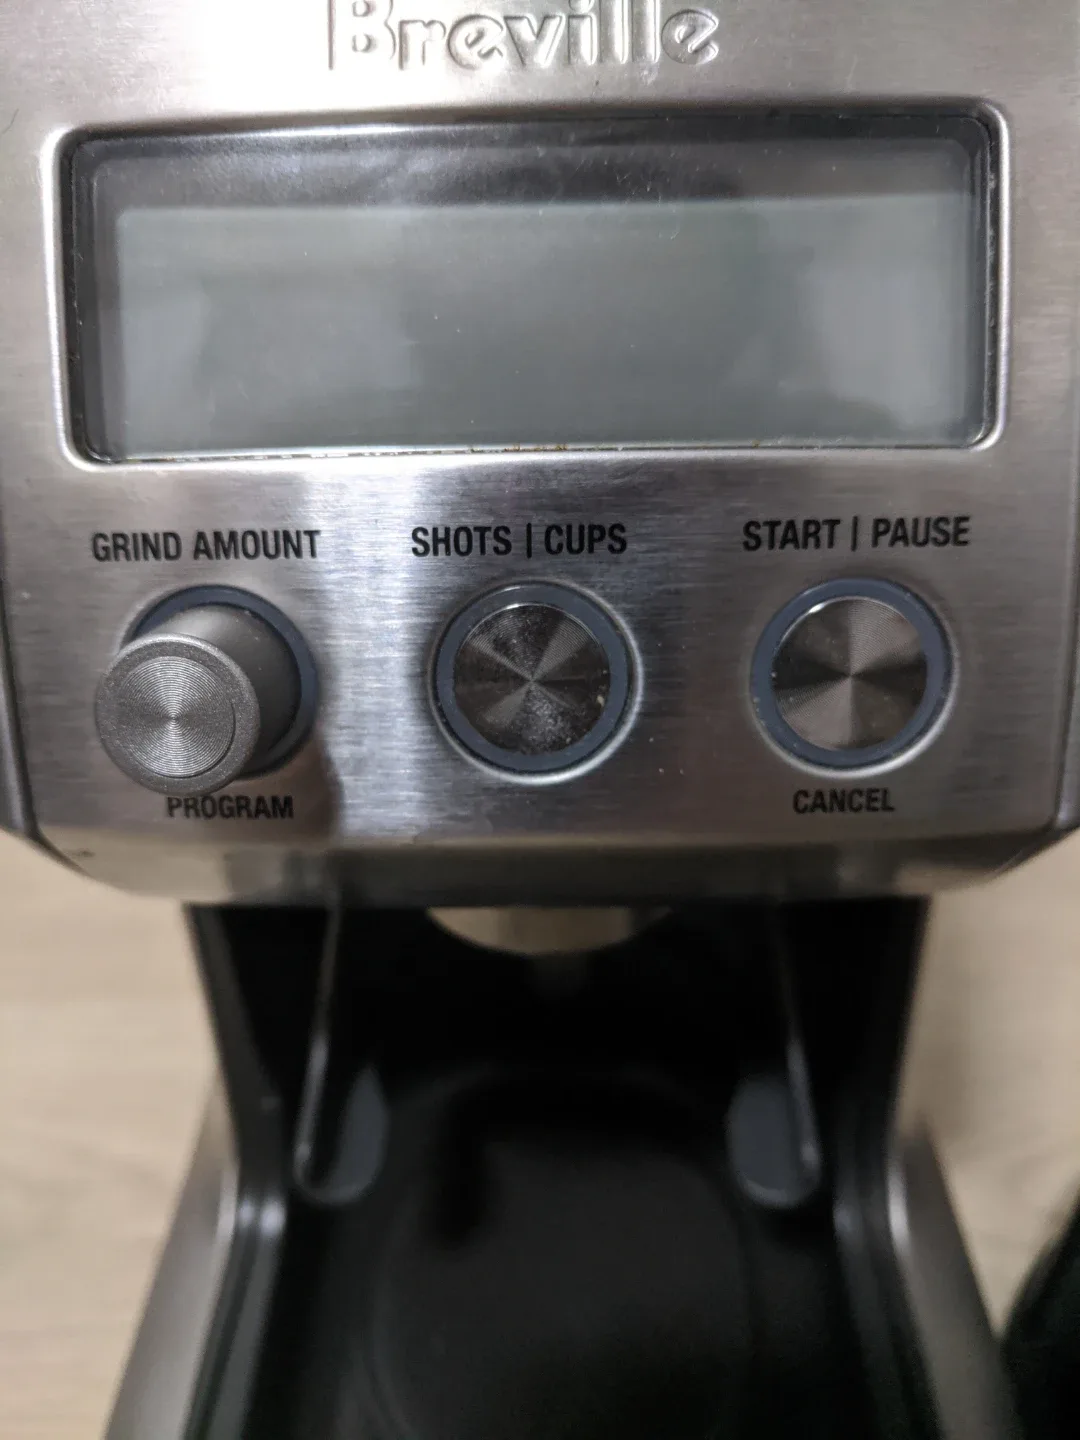 Breville
GRIND AMOUNT
SHOTS | CUPS
START | PAUSE
PROGRAM
CANCEL